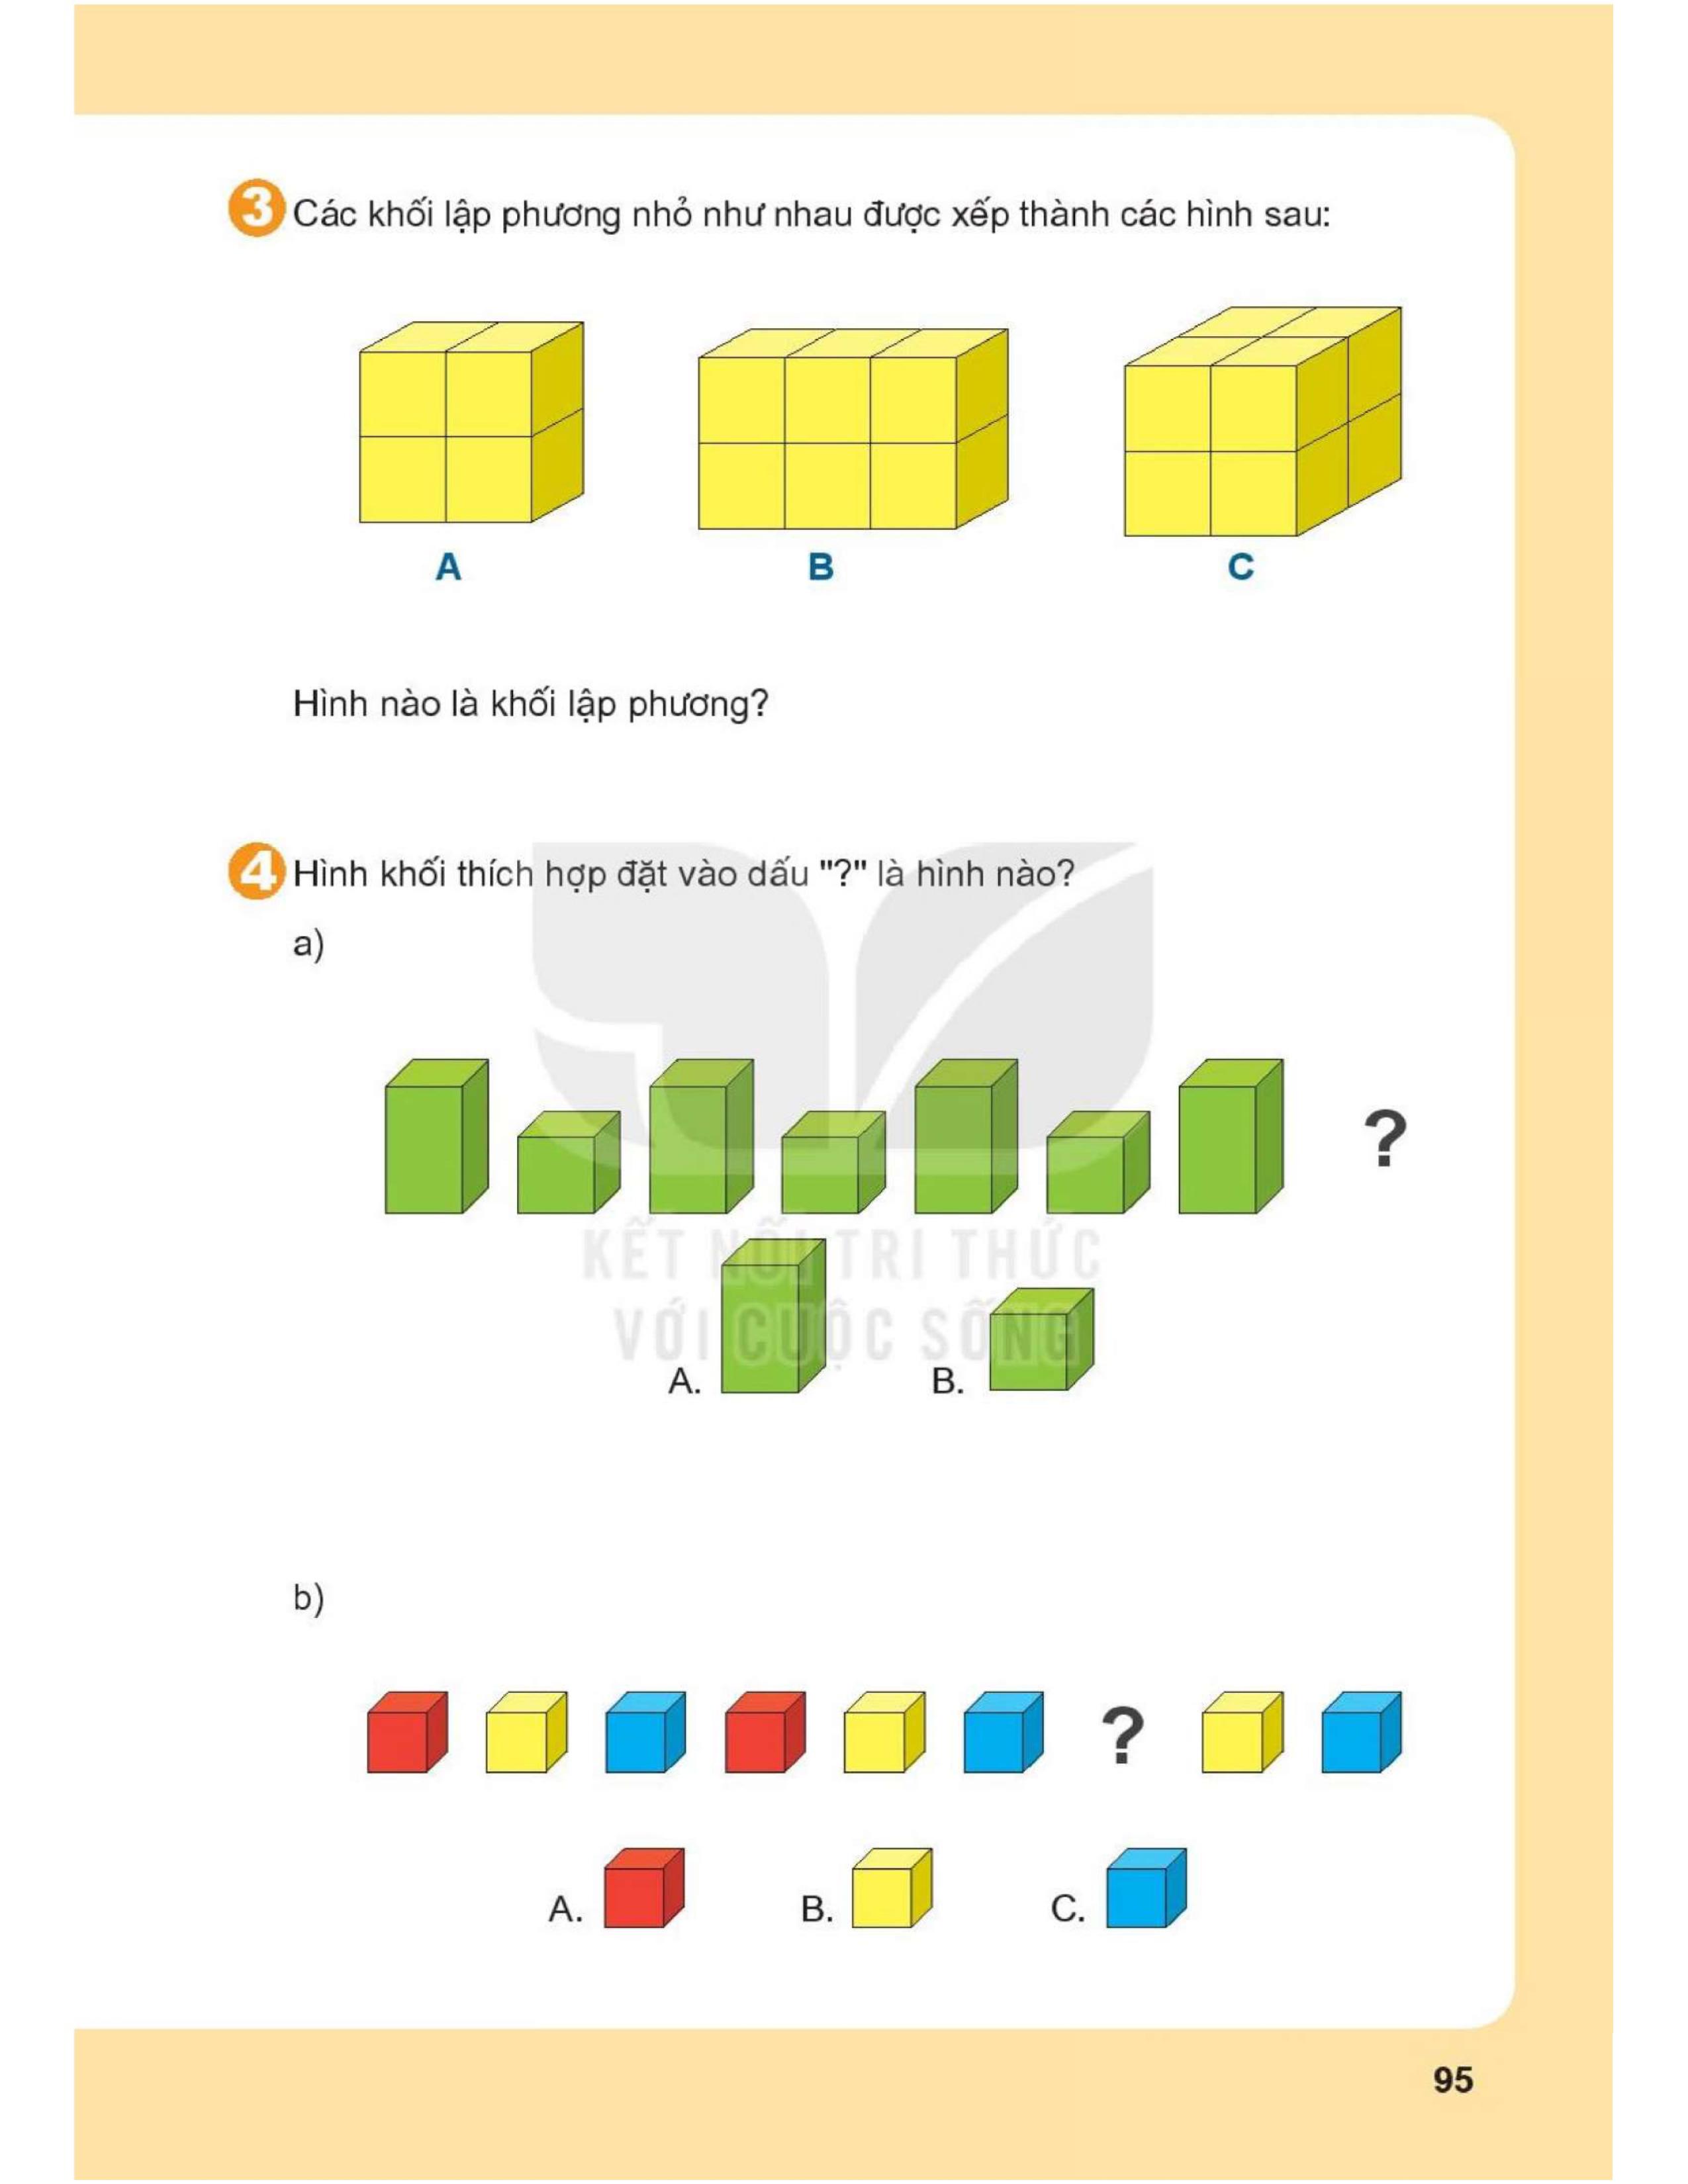 3 Các khối lập phương nhỏ như nhau được xếp thành các hình sau:
A B C
Hình nào là khối lập phương?
4 Hình khối thích hợp đặt vào dấu "?" là hình nào?
a)
?
KẾT NỐI TRI THỨC
VỚI CUỘC SỐNG
A. B.
b)
?
A. B. C.
95